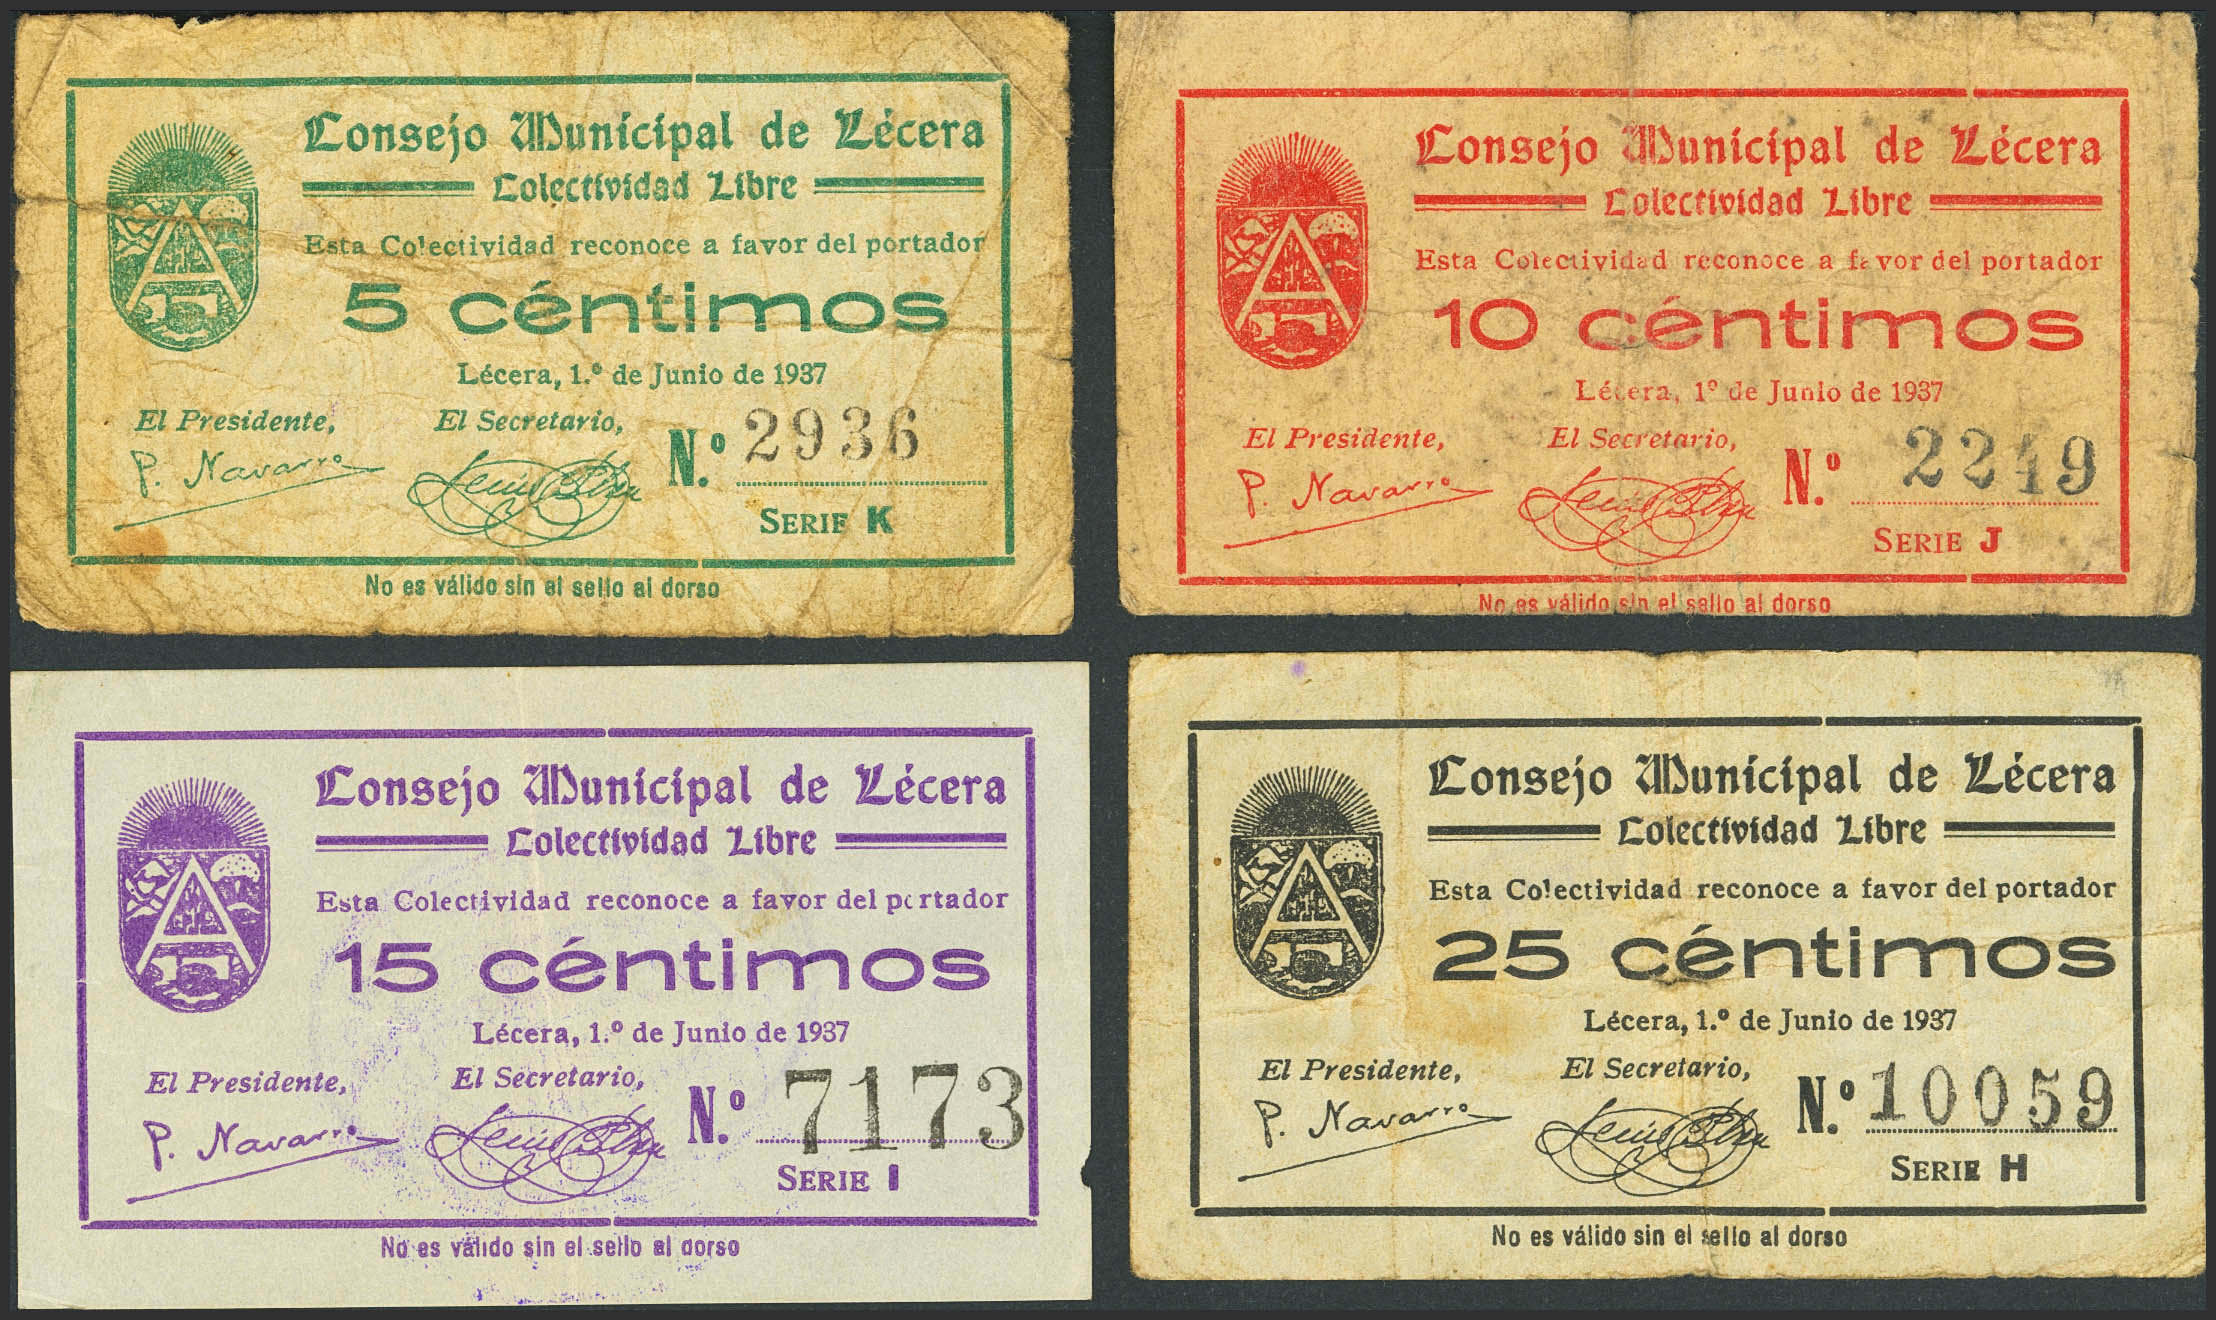 Consejo Municipal de Lécera
Colectividad Libre
Esta Colectividad reconoce a favor del portador
5 céntimos
Lécera, 1.º de Junio de 1937
El Presidente,
El Secretario,
P. Navarro
N.º 2936
SERIE K
No es válido sin el sello al dorso
Consejo Municipal de Lécera
Colectividad Libre
Esta Colectividad reconoce a favor del portador
10 céntimos
Lécera, 1º de Junio de 1937
El Presidente,
El Secretario,
P. Navarro
N.º 2249
SERIE J
No es válido sin el sello al dorso
Consejo Municipal de Lécera
Colectividad Libre
Esta Colectividad reconoce a favor del portador
15 céntimos
Lécera, 1.º de Junio de 1937
El Presidente,
El Secretario,
P. Navarro
N.º 7173
SERIE I
No es válido sin el sello al dorso
Consejo Municipal de Lécera
Colectividad Libre
Esta Colectividad reconoce a favor del portador
25 céntimos
Lécera, 1.º de Junio de 1937
El Presidente,
El Secretario,
P. Navarro
N.º 10059
SERIE H
No es válido sin el sello al dorso